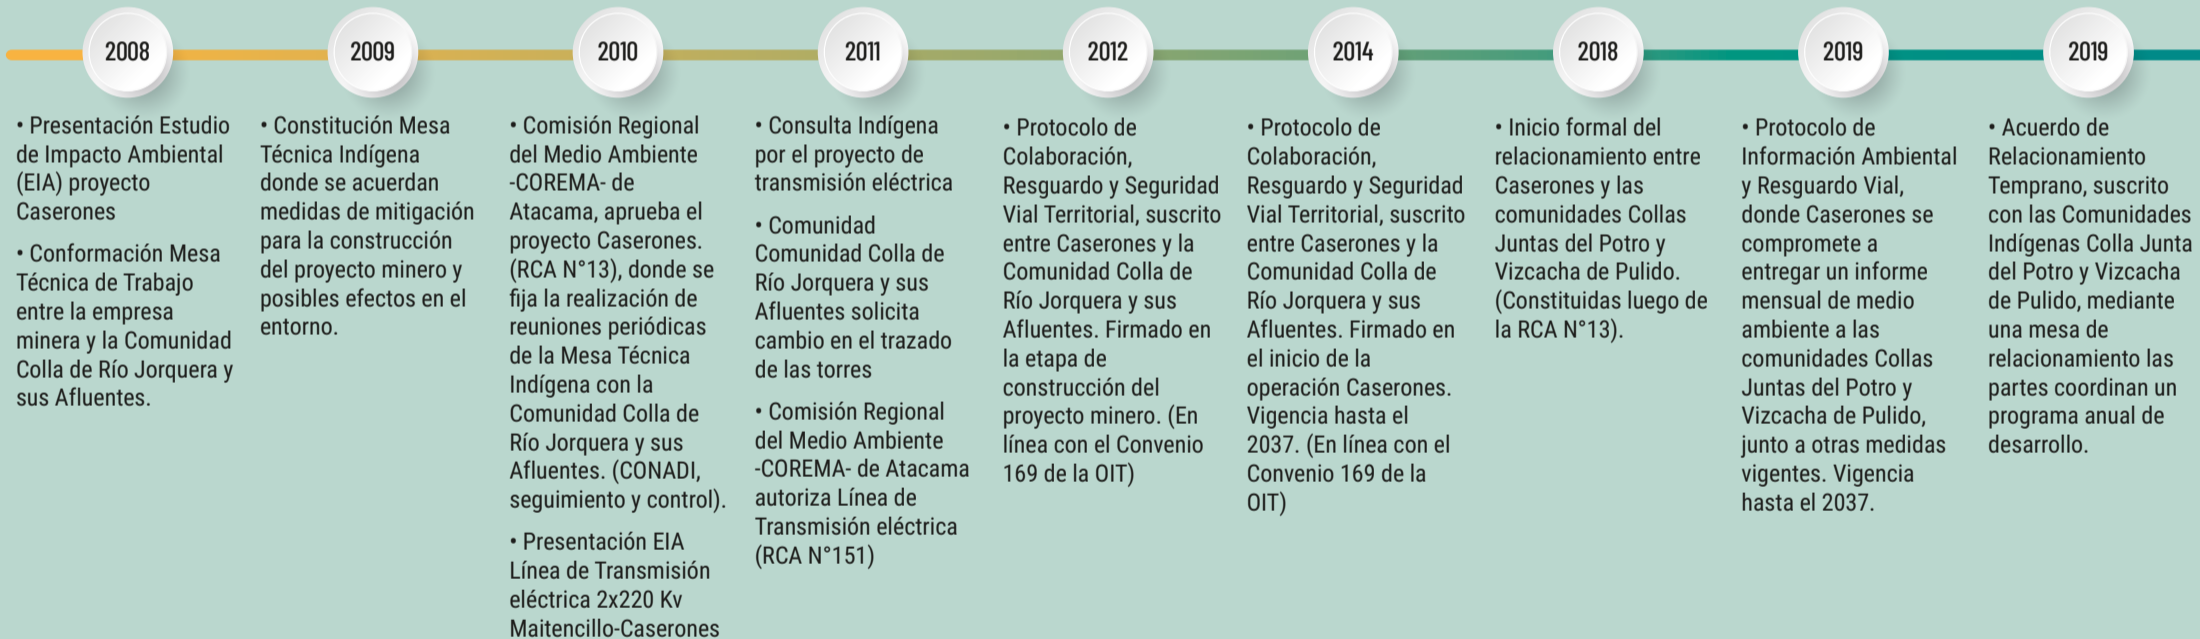 2008
• Presentación Estudio
de Impacto Ambiental
(EIA) proyecto
Caserones
• Conformación Mesa
Técnica de Trabajo
entre la empresa
minera y la Comunidad
Colla de Río Jorquera y
sus Afluentes.
2009
• Constitución Mesa
Técnica Indígena
donde se acuerdan
medidas de mitigación
para la construcción
del proyecto minero y
posibles efectos en el
entorno.
2010
• Comisión Regional
del Medio Ambiente
-COREMA- de
Atacama, aprueba el
proyecto Caserones.
(RCA N°13), donde se
fija la realización de
reuniones periódicas
de la Mesa Técnica
Indígena con la
Comunidad Colla de
Río Jorquera y sus
Afluentes. (CONADI,
seguimiento y control).
• Presentación EIA
Línea de Transmisión
eléctrica 2x220 Kv
Maitencillo-Caserones
2011
• Consulta Indígena
por el proyecto de
transmisión eléctrica
• Comunidad
Comunidad Colla de
Río Jorquera y sus
Afluentes solicita
cambio en el trazado
de las torres
• Comisión Regional
del Medio Ambiente
-COREMA- de Atacama
autoriza Línea de
Transmisión eléctrica
(RCA N°151)
2012
• Protocolo de
Colaboración,
Resguardo y Seguridad
Vial Territorial, suscrito
entre Caserones y la
Comunidad Colla de
Río Jorquera y sus
Afluentes. Firmado en
la etapa de
construcción del
proyecto minero. (En
línea con el Convenio
169 de la OIT)
2014
• Protocolo de
Colaboración,
Resguardo y Seguridad
Vial Territorial, suscrito
entre Caserones y la
Comunidad Colla de
Río Jorquera y sus
Afluentes. Firmado en
el inicio de la
operación Caserones.
Vigencia hasta el
2037. (En línea con el
Convenio 169 de la
OIT)
2018
• Inicio formal del
relacionamiento entre
Caserones y las
comunidades Collas
Juntas del Potro y
Vizcacha de Pulido.
(Constituidas luego de
la RCA N°13).
2019
• Protocolo de
Información Ambiental
y Resguardo Vial,
donde Caserones se
compromete a
entregar un informe
mensual de medio
ambiente a las
comunidades Collas
Juntas del Potro y
Vizcacha de Pulido,
junto a otras medidas
vigentes. Vigencia
hasta el 2037.
2019
• Acuerdo de
Relacionamiento
Temprano, suscrito
con las Comunidades
Indígenas Colla Junta
del Potro y Vizcacha
de Pulido, mediante
una mesa de
relacionamiento las
partes coordinan un
programa anual de
desarrollo.